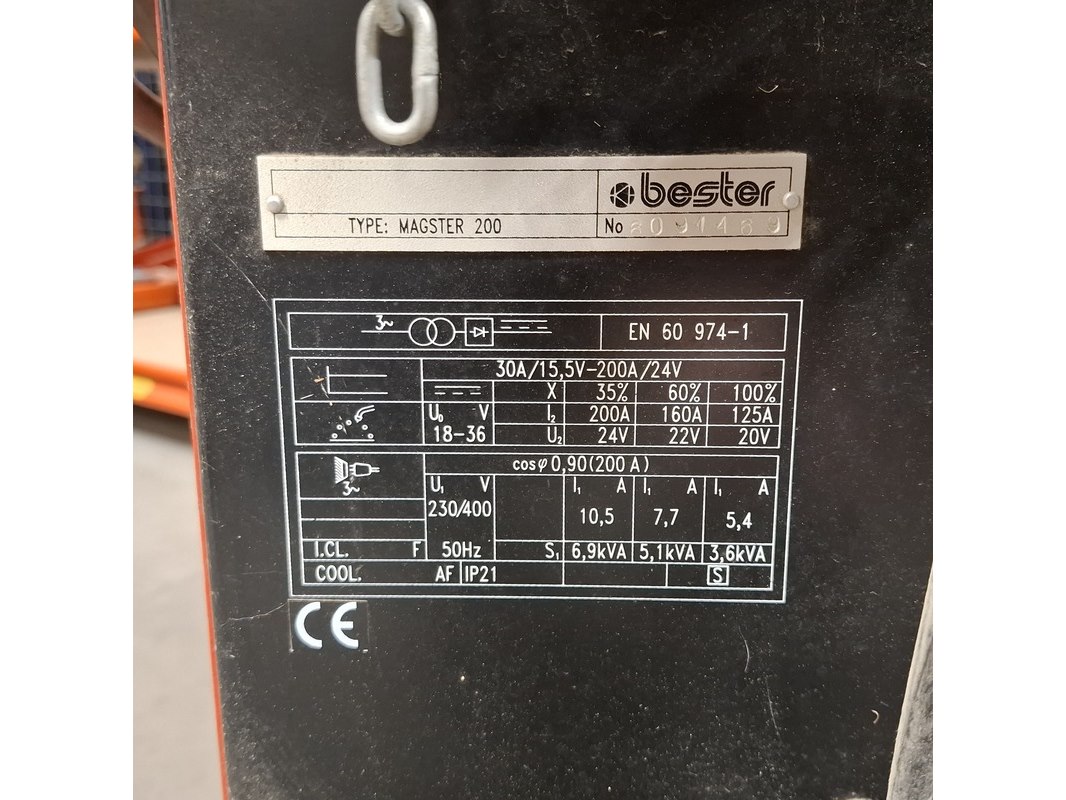 bester
TYPE: MAGSTER 200 No
3~ EN 60 974-1
30A/15,5V-200A/24V
X 35% 60% 100%
U₀ V I₂ 200A 160A 125A
18-36 U₂ 24V 22V 20V
cosφ 0,90(200 A)
3~ U₁ V I₁ A I₁ A I₁ A
230/400 10,5 7,7 5,4
I.CL. F 50Hz S₁ 6,9kVA 5,1kVA 3,6kVA
COOL. AF IP21 S
CE